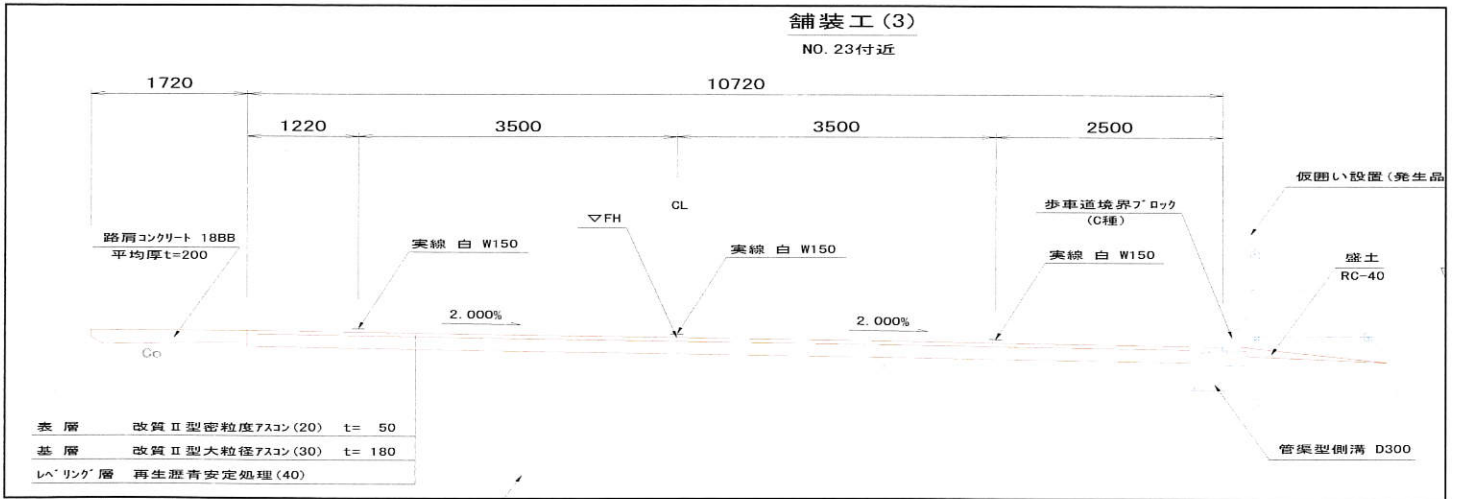 舗装工(3)
NO. 23付近
1720
10720
1220
3500
3500
2500
仮囲い設置(発生品
CL
歩車道境界ブロック
(C種)
▽FH
路肩コンクリート 18BB
平均厚t=200
実線 白 W150
実線 白 W150
実線 白 W150
盛土
RC-40
2.000%
2.000%
Co
表層 改質Ⅱ型密粒度アスコン(20) t= 50
基層 改質Ⅱ型大粒径アスコン(30) t= 180
レベリング層 再生瀝青安定処理(40)
管渠型側溝 D300